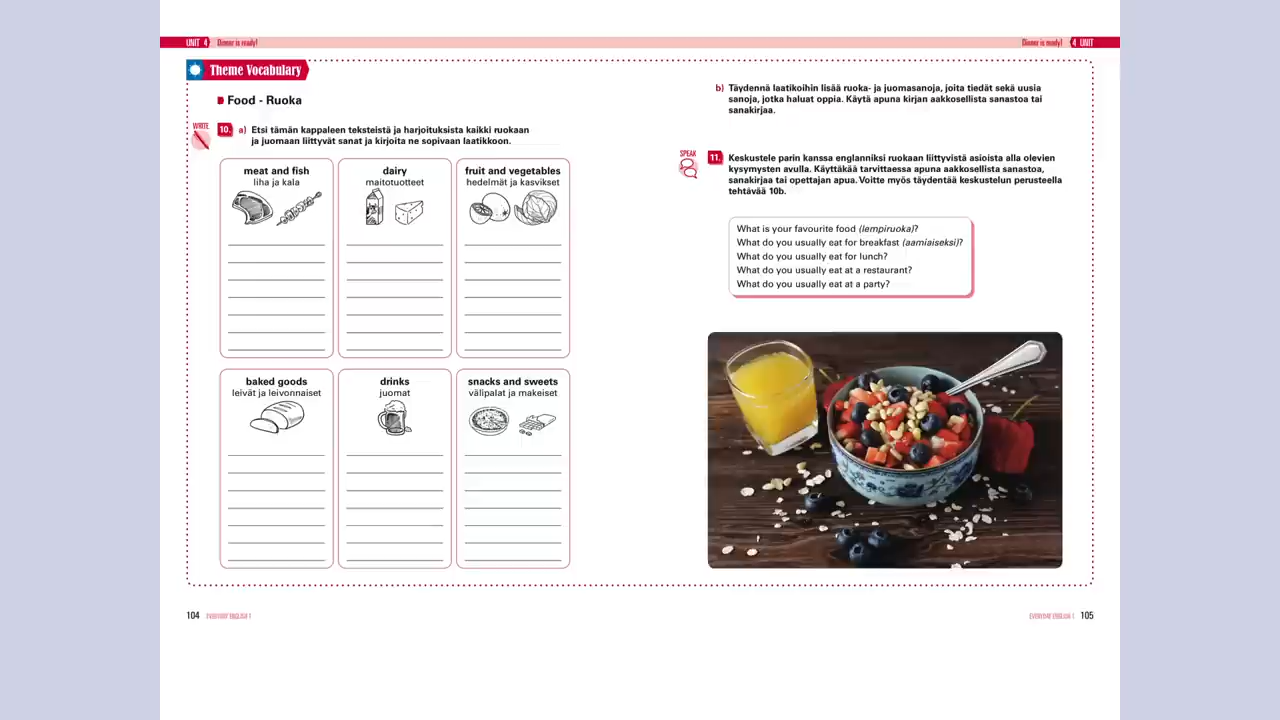 UNIT 4 Dinner is ready!
Dinner is ready! 4 UNIT
Theme Vocabulary
Food - Ruoka
WRITE
10. a) Etsi tämän kappaleen teksteistä ja harjoituksista kaikki ruokaan
ja juomaan liittyvät sanat ja kirjoita ne sopivaan laatikkoon.
meat and fish
liha ja kala
dairy
maitotuotteet
fruit and vegetables
hedelmät ja kasvikset
baked goods
leivät ja leivonnaiset
drinks
juomat
snacks and sweets
välipalat ja makeiset
104 EVERYDAY ENGLISH 1
b) Täydennä laatikoihin lisää ruoka- ja juomasanoja, joita tiedät sekä uusia
sanoja, jotka haluat oppia. Käytä apuna kirjan aakkosellista sanastoa tai
sanakirjaa.
SPEAK
11. Keskustele parin kanssa englanniksi ruokaan liittyvistä asioista alla olevien
kysymysten avulla. Käyttäkää tarvittaessa apuna aakkosellista sanastoa,
sanakirjaa tai opettajan apua. Voitte myös täydentää keskustelun perusteella
tehtävää 10b.
What is your favourite food (lempiruoka)?
What do you usually eat for breakfast (aamiaiseksi)?
What do you usually eat for lunch?
What do you usually eat at a restaurant?
What do you usually eat at a party?
EVERYDAY ENGLISH 1 105